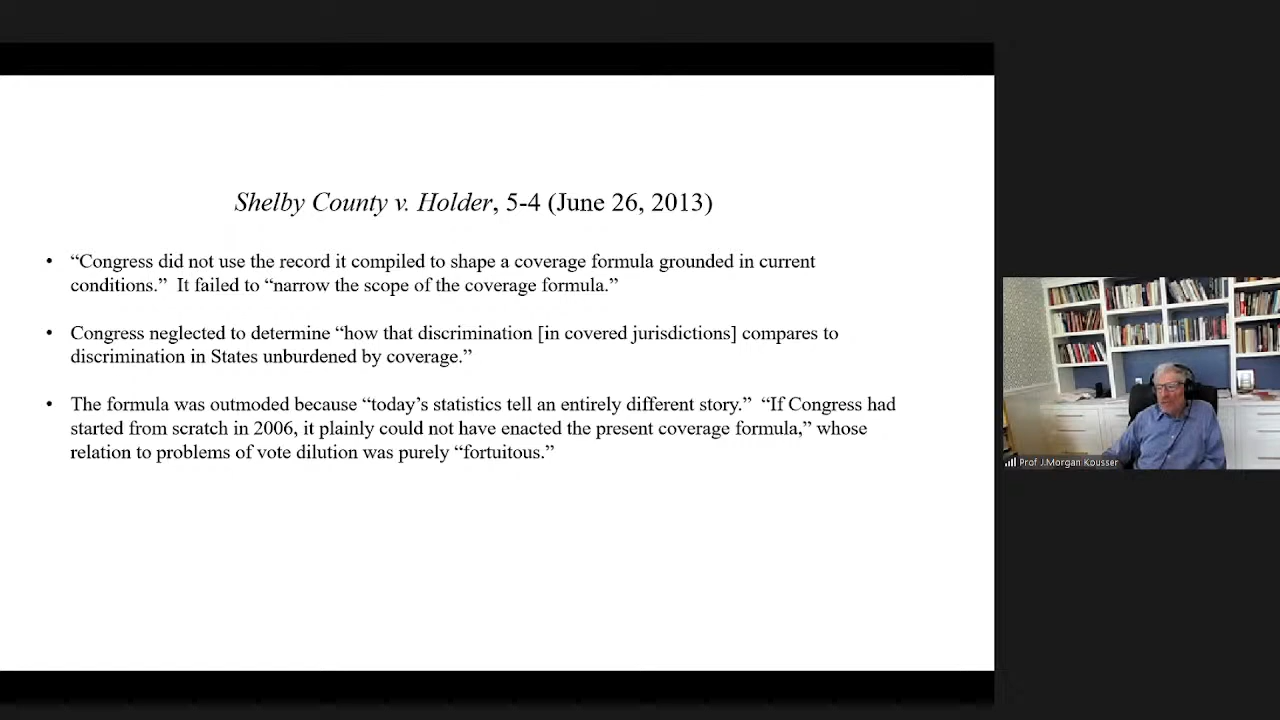 Shelby County v. Holder, 5-4 (June 26, 2013)
• “Congress did not use the record it compiled to shape a coverage formula grounded in current
conditions.”  It failed to “narrow the scope of the coverage formula.”
• Congress neglected to determine “how that discrimination [in covered jurisdictions] compares to
discrimination in States unburdened by coverage.”
• The formula was outmoded because “today’s statistics tell an entirely different story.”  “If Congress had
started from scratch in 2006, it plainly could not have enacted the present coverage formula,” whose
relation to problems of vote dilution was purely “fortuitous.”
Prof J.Morgan Kousser